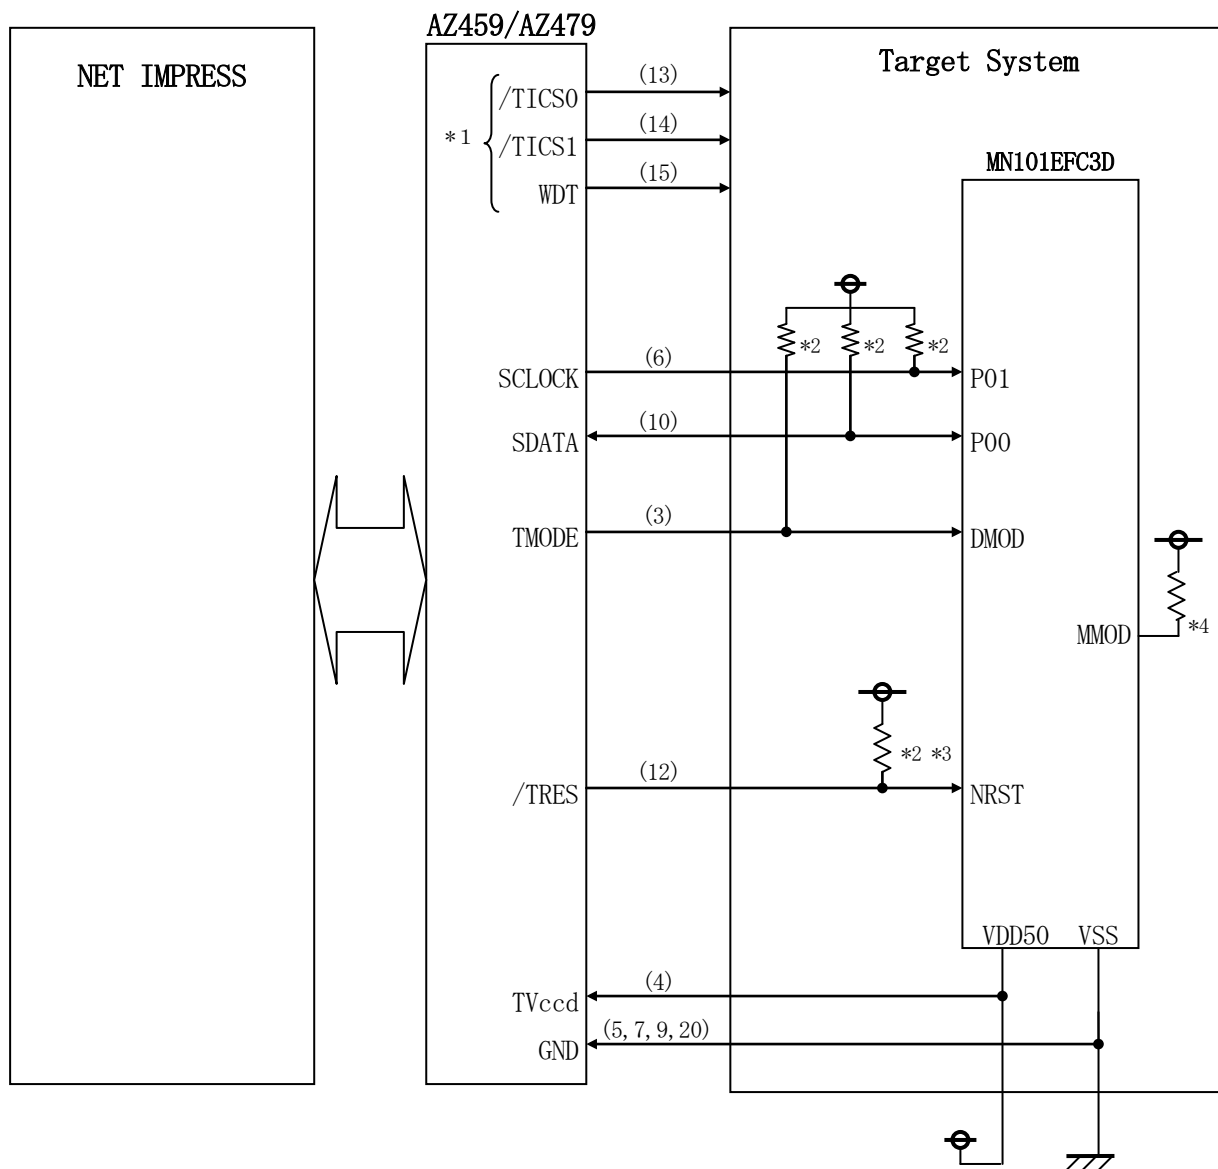 AZ459/AZ479
NET IMPRESS
Target System
(13)
/TICS0
*1
(14)
/TICS1
(15)
WDT
MN101EFC3D
*2
*2
*2
(6)
SCLOCK
P01
(10)
SDATA
P00
(3)
TMODE
DMOD
MMOD
*4
*2 *3
(12)
/TRES
NRST
VDD50
VSS
(4)
TVccd
(5, 7, 9, 20)
GND